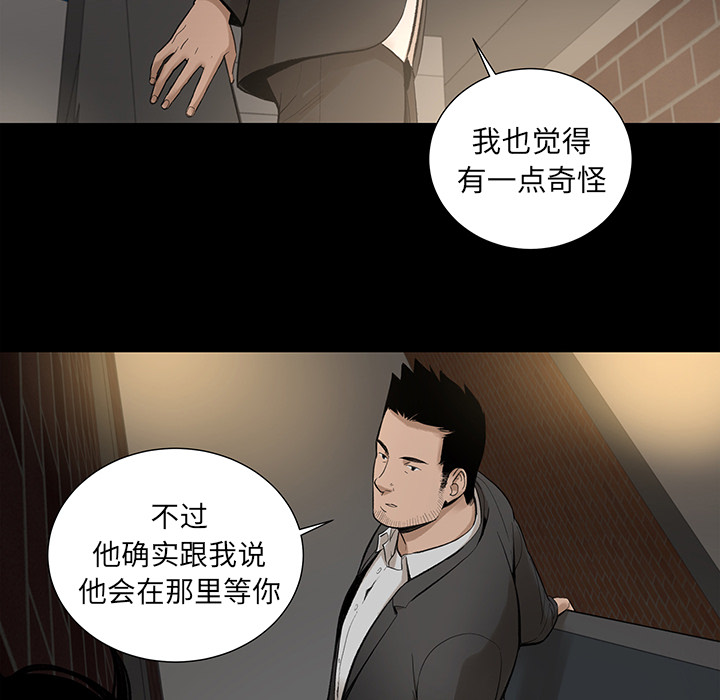 我也觉得
有一点奇怪
不过
他确实跟我说
他会在那里等你